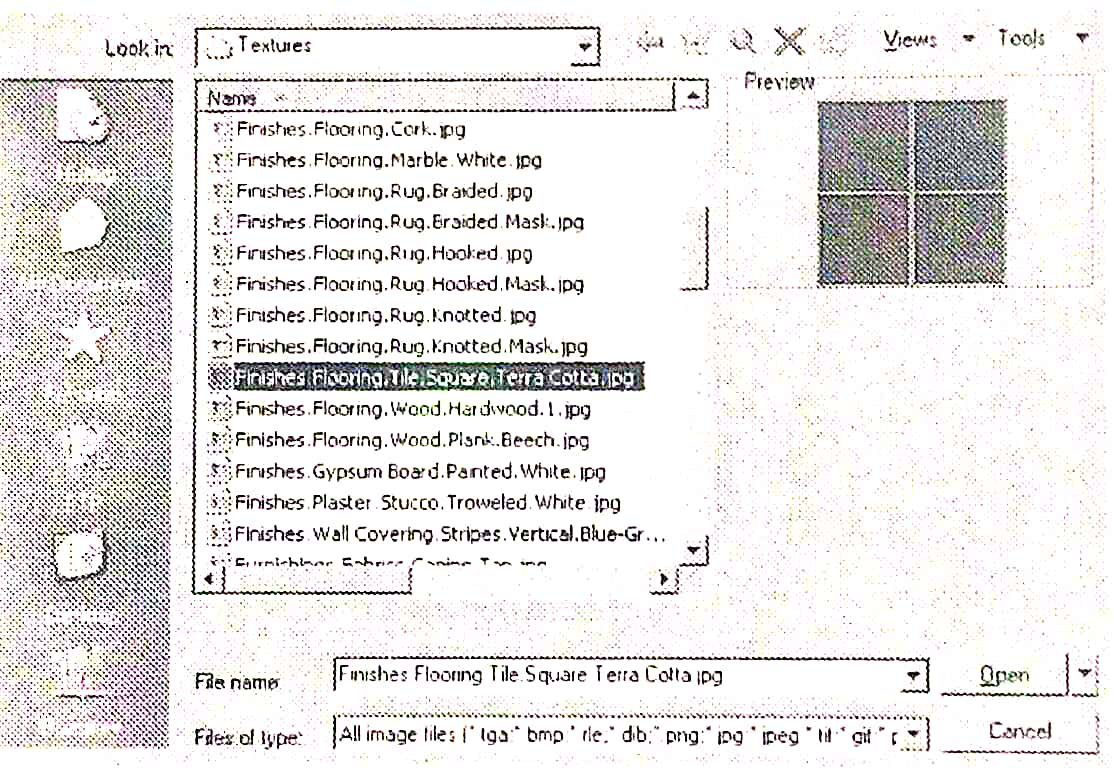 Look in:
Textures
Views
Tools
Preview
Name
Finishes.Flooring.Cork.jpg
Finishes.Flooring.Marble.White.jpg
Finishes.Flooring.Rug.Braided.jpg
Finishes.Flooring.Rug.Braided.Mask.jpg
Finishes.Flooring.Rug.Hooked.jpg
Finishes.Flooring.Rug.Hooked.Mask.jpg
Finishes.Flooring.Rug.Knotted.jpg
Finishes.Flooring.Rug.Knotted.Mask.jpg
Finishes.Flooring.Tile.Square.Terra Cotta.jpg
Finishes.Flooring.Wood.Hardwood.1.jpg
Finishes.Flooring.Wood.Plank.Beech.jpg
Finishes.Gypsum Board.Painted.White.jpg
Finishes.Plaster.Stucco.Troweled.White.jpg
Finishes.Wall Covering.Stripes.Vertical.Blue-Gr...
File name:
Finishes.Flooring.Tile.Square.Terra Cotta.jpg
Open
Files of type:
All image files (*.tga;*.bmp;*.rle;*.dib;*.png;*.jpg;*.jpeg;*.tif;*.gif;*.p
Cancel